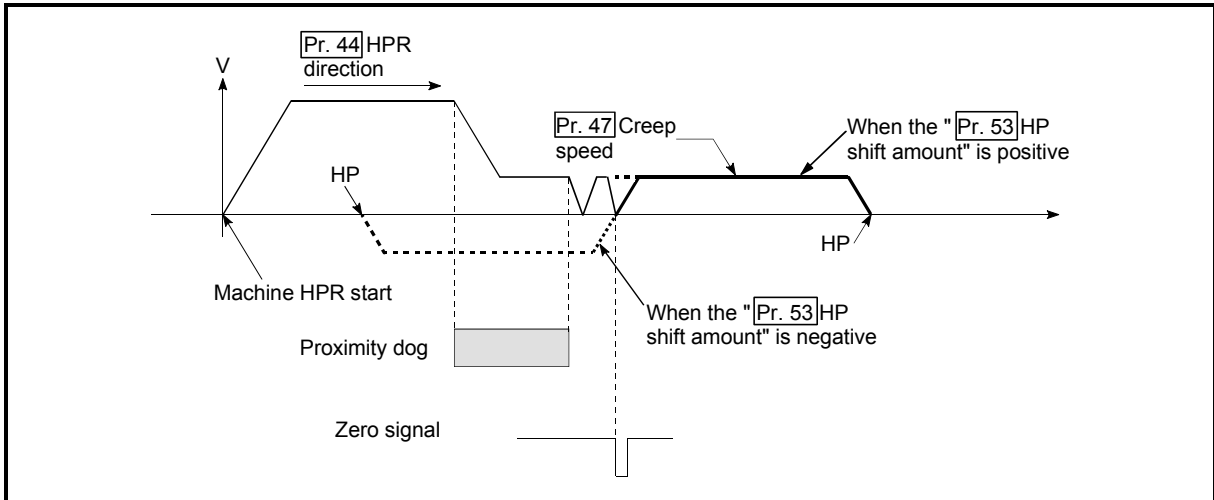 Pr. 44 HPR
direction
V
Pr. 47 Creep
speed
When the " Pr. 53 HP
shift amount" is positive
HP
HP
Machine HPR start
When the " Pr. 53 HP
shift amount" is negative
Proximity dog
Zero signal